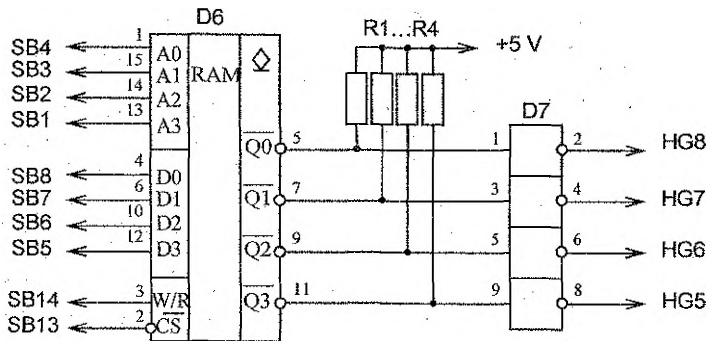 D6
R1...R4
+5 V
SB4 1 A0 RAM
SB3 15 A1
SB2 14 A2
SB1 13 A3
Q0 5 1 D7 2 HG8
SB8 4 D0
SB7 6 D1 Q1 7 3 4 HG7
SB6 10 D2
SB5 12 D3 Q2 9 5 6 HG6
SB14 3 W/R Q3 11 9 8 HG5
SB13 2 CS